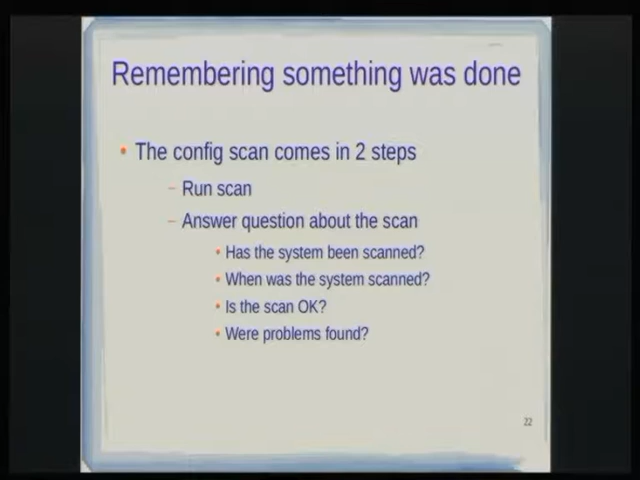 Remembering something was done
• The config scan comes in 2 steps
– Run scan
– Answer question about the scan
• Has the system been scanned?
• When was the system scanned?
• Is the scan OK?
• Were problems found?
22